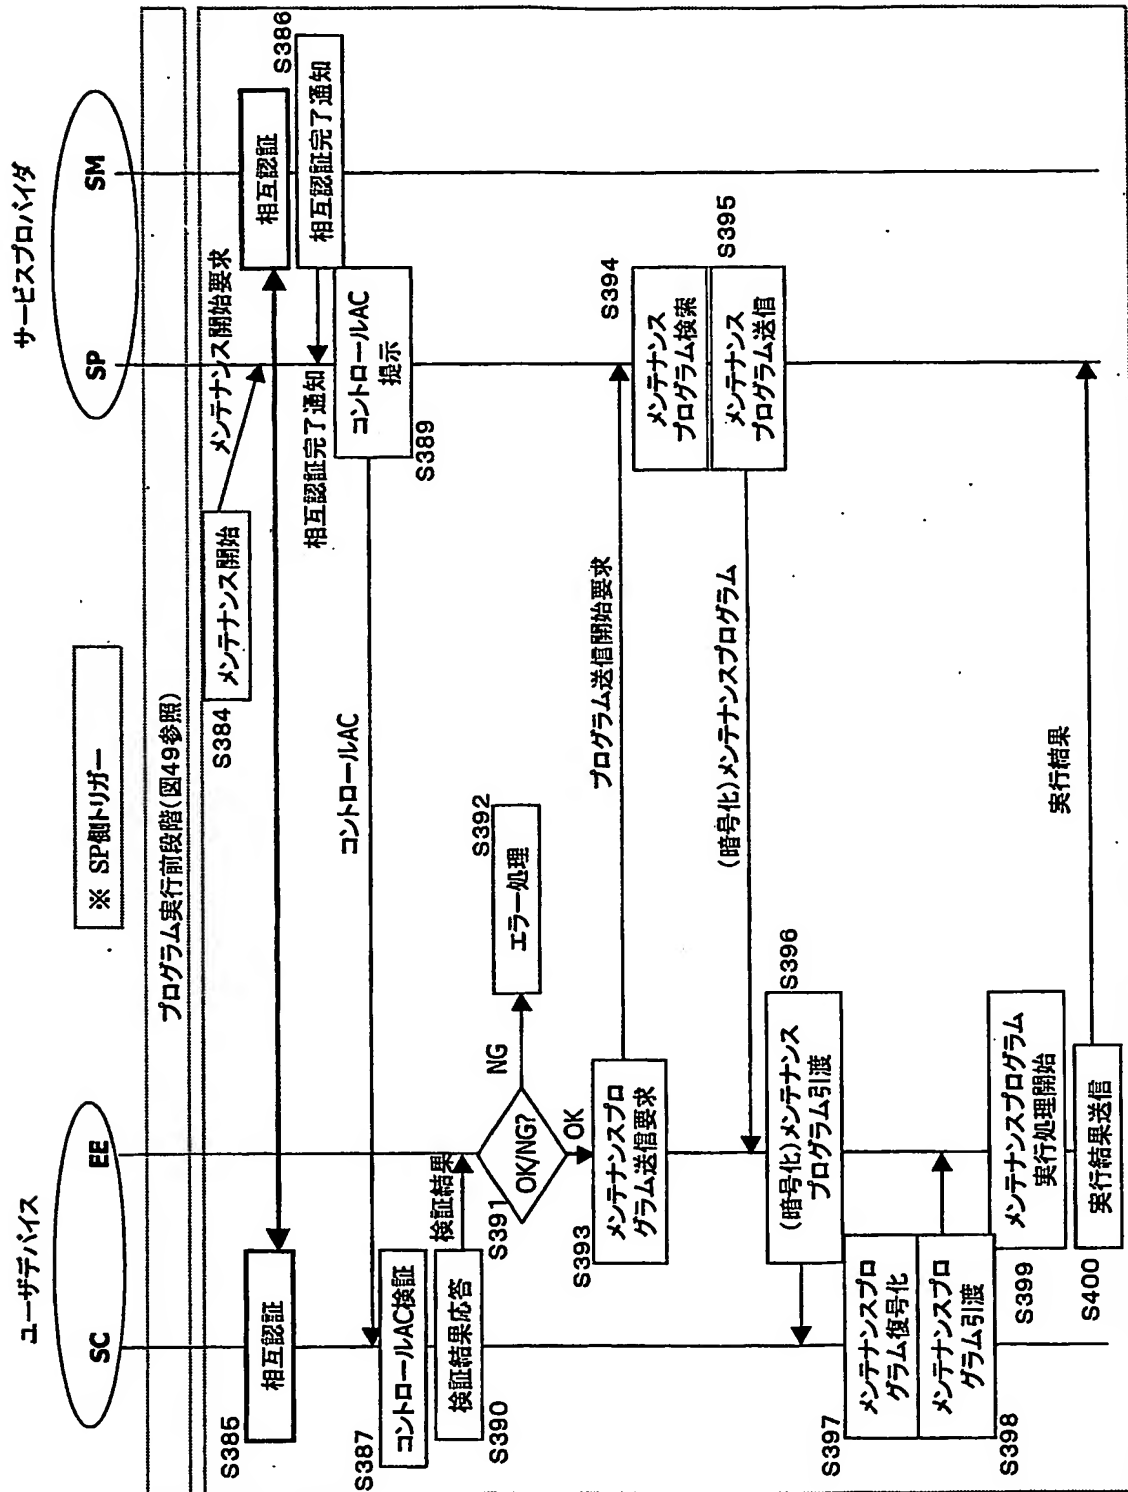 ※ SP側トリガー
ユーザデバイス
サービスプロバイダ
SC
EE
SP
SM
プログラム実行前段階(図49参照)
S384
メンテナンス開始
メンテナンス開始要求
S385
相互認証
相互認証
S386
相互認証完了通知
相互認証完了通知
コントロールAC
提示
S389
コントロールAC
S387
コントロールAC検証
S390
検証結果応答
検証結果
S391
OK/NG?
NG
S392
エラー処理
OK
S393
メンテナンスプロ
グラム送信要求
プログラム送信開始要求
S394
メンテナンス
プログラム検索
S395
メンテナンス
プログラム送信
(暗号化)メンテナンスプログラム
S396
(暗号化)メンテナンス
プログラム引渡
S397
メンテナンスプロ
グラム復号化
S398
メンテナンスプロ
グラム引渡
S399
メンテナンスプログラム
実行処理開始
S400
実行結果送信
実行結果